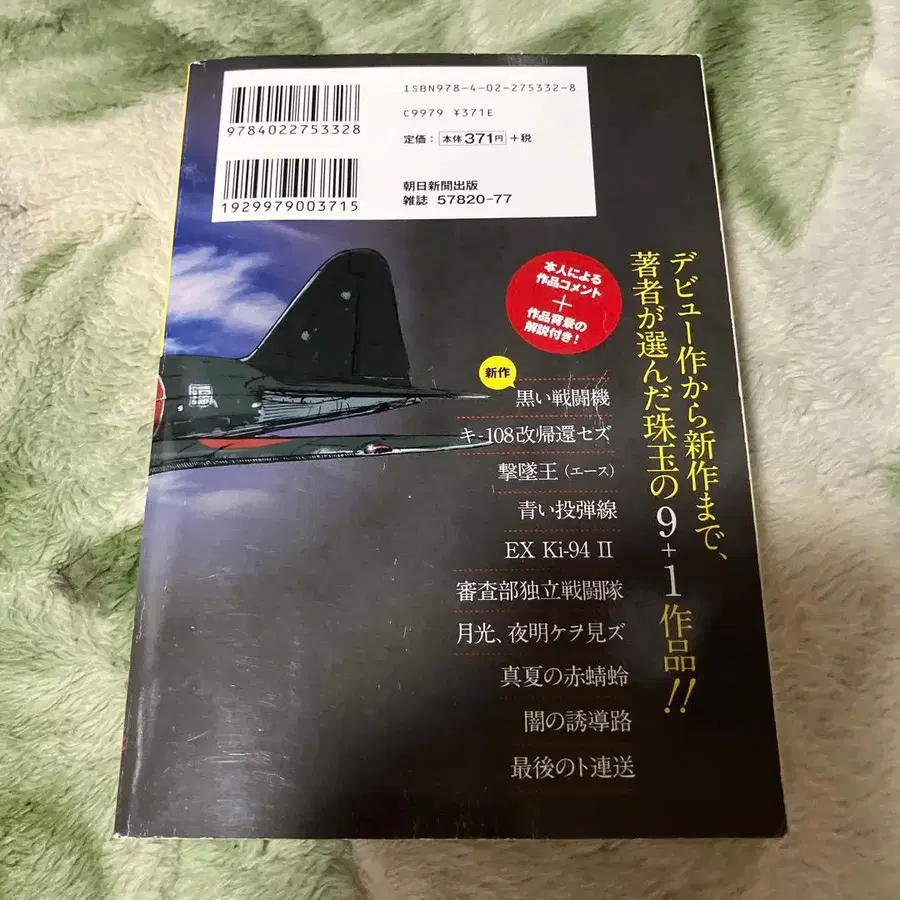 ISBN978-4-02-275332-8
C9979 ¥371E
定価：本体371円+税
9784022753328
1929979003715
朝日新聞出版
雑誌 57820-77
デビュー作から新作まで、
著者が選んだ珠玉の9+1作品!!
本人による
作品コメント
+
作品背景の
解説付き!
新作
黒い戦闘機
キ-108改帰還セズ
撃墜王（エース）
青い投弾線
EX Ki-94 II
審査部独立戦闘隊
月光、夜明ケヲ見ズ
真夏の赤蜻蛉
闇の誘導路
最後のト連送